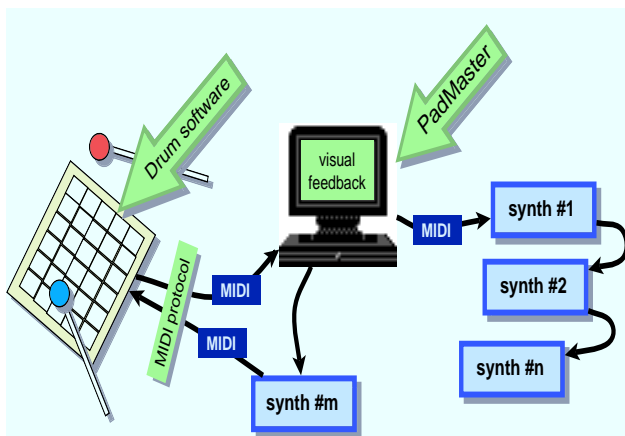 Drum software
PadMaster
visual
feedback
synth #1
MIDI
synth #2
MIDI
MIDI protocol
MIDI
synth #n
synth #m